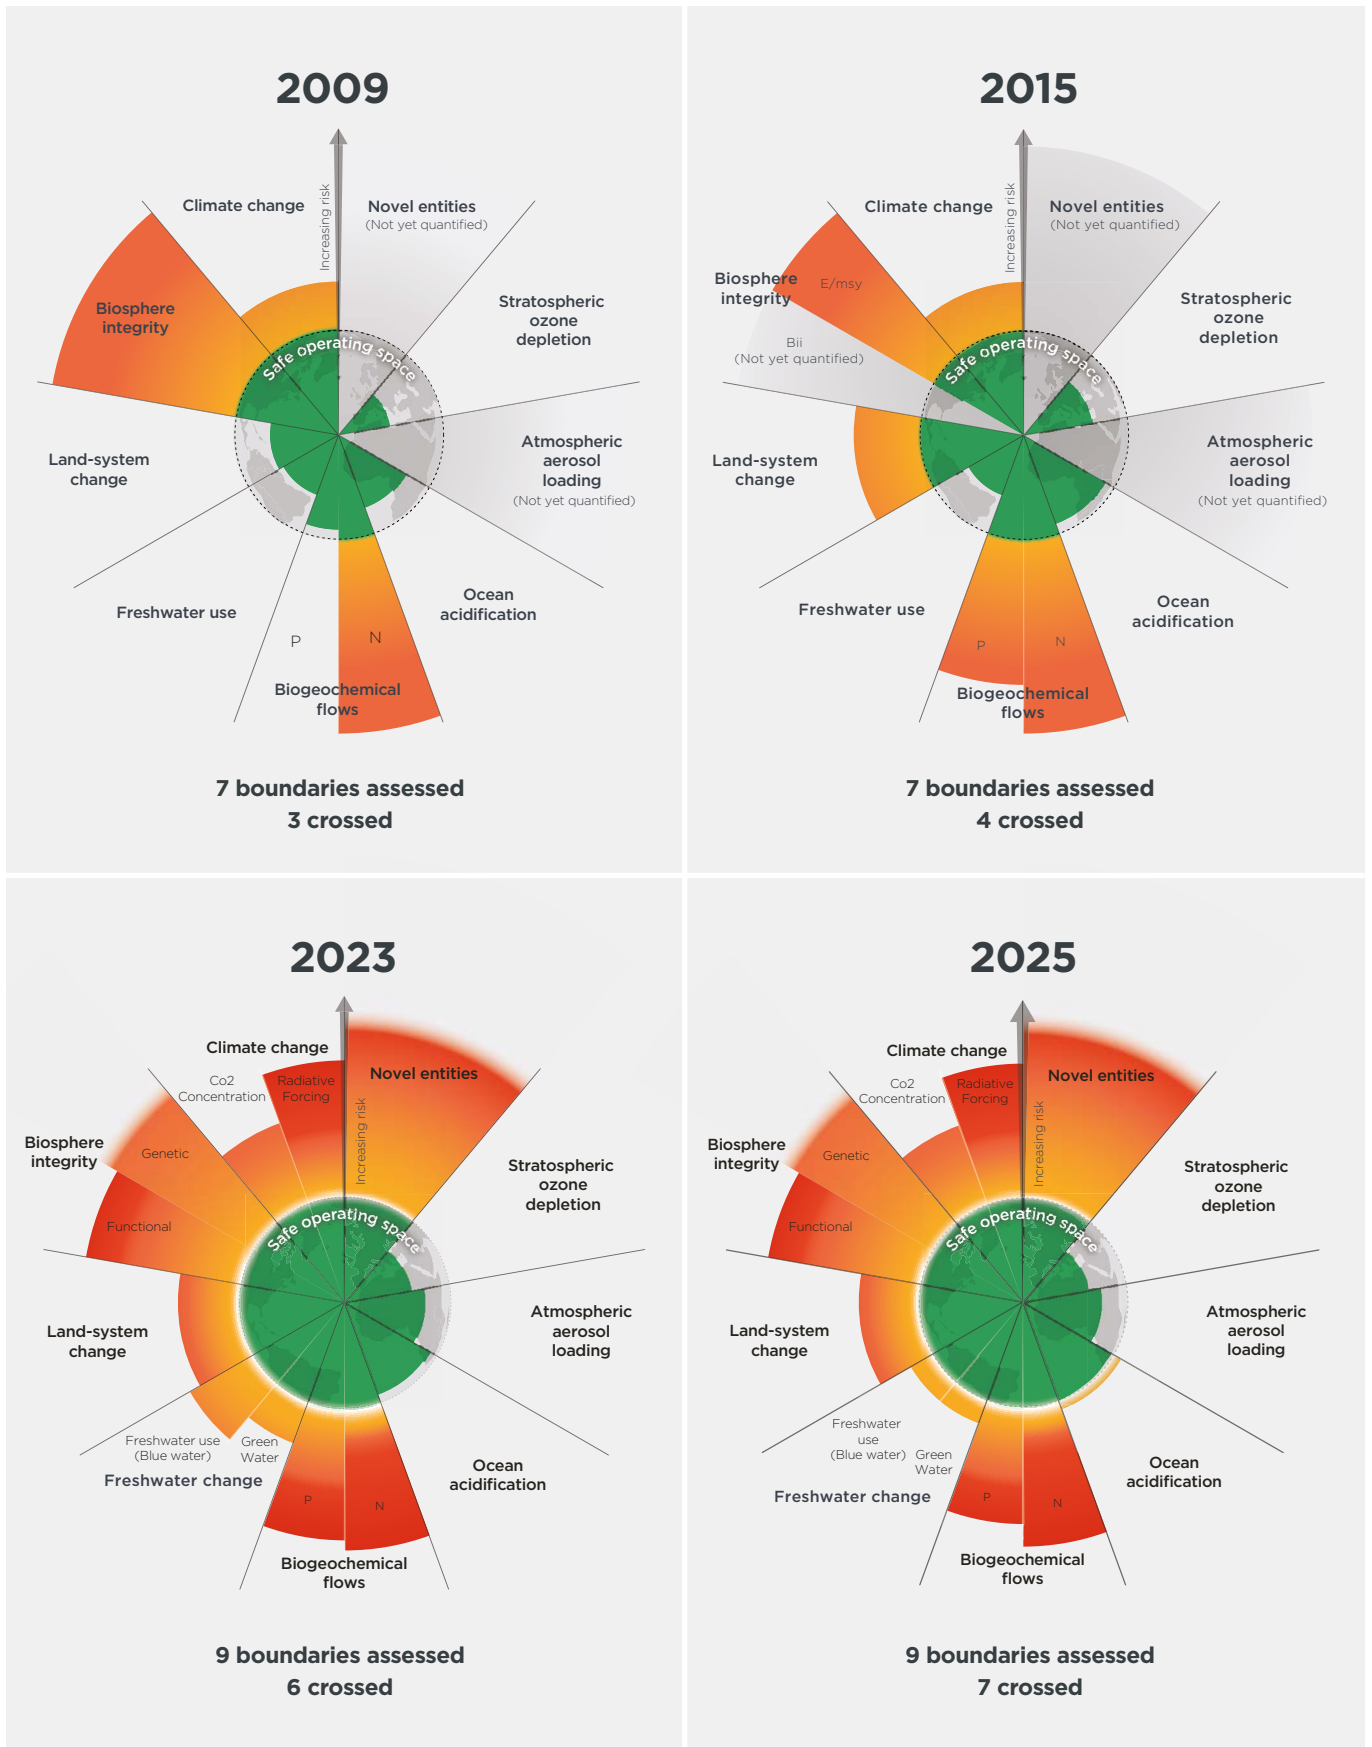 2009
Increasing risk
Climate change
Novel entities
(Not yet quantified)
Biosphere
integrity
Stratospheric
ozone
depletion
Safe operating space
Land-system
change
Atmospheric
aerosol
loading
(Not yet quantified)
Freshwater use
P
N
Ocean
acidification
Biogeochemical
flows
7 boundaries assessed
3 crossed
2015
Increasing risk
Climate change
Novel entities
(Not yet quantified)
Biosphere
integrity
E/msy
Bii
(Not yet quantified)
Stratospheric
ozone
depletion
Safe operating space
Land-system
change
Atmospheric
aerosol
loading
(Not yet quantified)
Freshwater use
P
N
Ocean
acidification
Biogeochemical
flows
7 boundaries assessed
4 crossed
2023
Climate change
Co2
Concentration
Radiative
Forcing
Increasing risk
Novel entities
Biosphere
integrity
Genetic
Functional
Stratospheric
ozone
depletion
Safe operating space
Land-system
change
Atmospheric
aerosol
loading
Freshwater use
(Blue water)
Green
Water
Freshwater change
P
N
Ocean
acidification
Biogeochemical
flows
9 boundaries assessed
6 crossed
2025
Climate change
Co2
Concentration
Radiative
Forcing
Increasing risk
Novel entities
Biosphere
integrity
Genetic
Functional
Stratospheric
ozone
depletion
Safe operating space
Land-system
change
Atmospheric
aerosol
loading
Freshwater
use
(Blue water)
Green
Water
Freshwater change
P
N
Ocean
acidification
Biogeochemical
flows
9 boundaries assessed
7 crossed